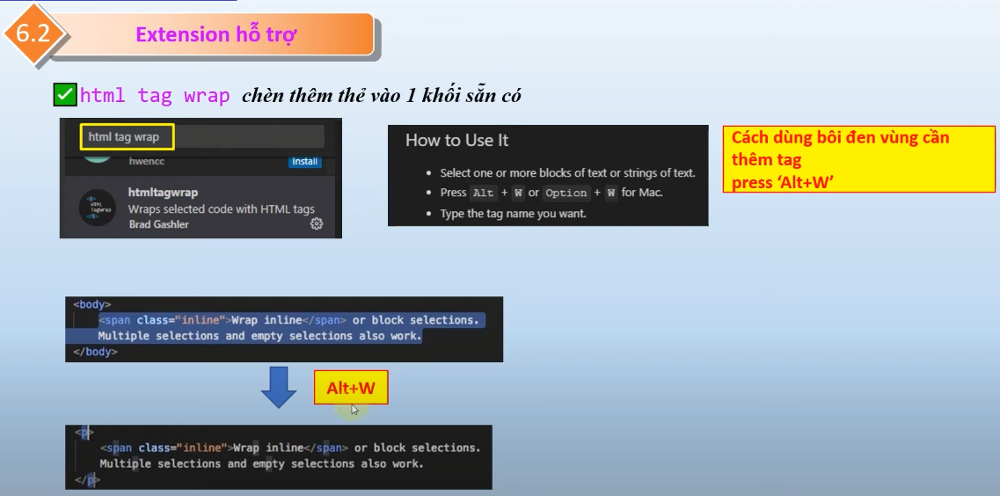 6.2
Extension hỗ trợ
html tag wrap chèn thêm thẻ vào 1 khối sẵn có
html tag wrap
hwencc
Install
htmltagwrap
Wraps selected code with HTML tags
Brad Gashler
<B>
HTML
Tagwrap
</B>
How to Use It
• Select one or more blocks of text or strings of text.
• Press Alt + W or Option + W for Mac.
• Type the tag name you want.
Cách dùng bôi đen vùng cần
thêm tag
press ‘Alt+W’
<body>
<span class="inline">Wrap inline</span> or block selections.
Multiple selections and empty selections also work.
</body>
Alt+W
<p>
<span class="inline">Wrap inline</span> or block selections.
Multiple selections and empty selections also work.
</p>